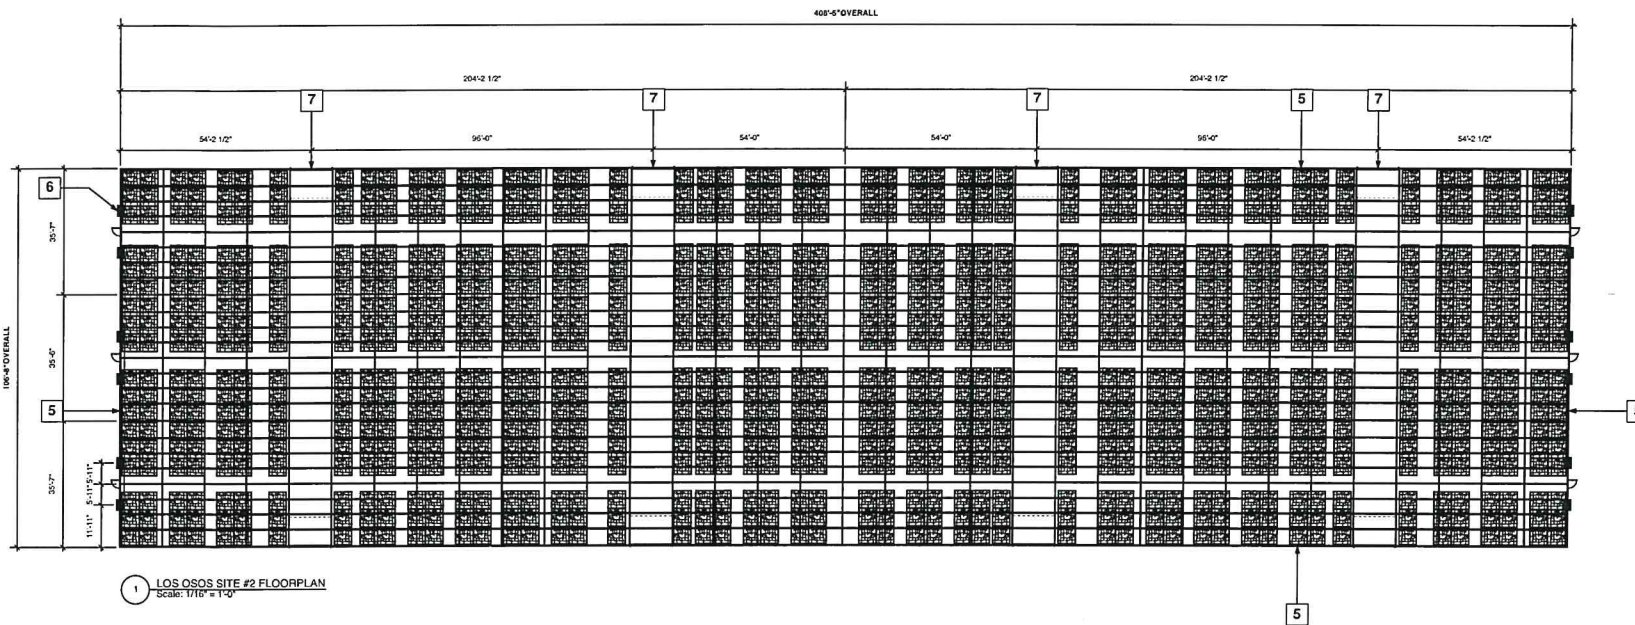 408'-5" OVERALL
204'-2 1/2" 204'-2 1/2"
7 7 7 5 7
54'-2 1/2" 96'-0" 54'-0" 54'-0" 96'-0" 54'-2 1/2"
6
35'-7"
106'-8" OVERALL
35'-6"
5
35'-7"
5'-11"
5'-11"
11'-11"
1 LOS OSOS SITE #2 FLOORPLAN
Scale: 1/16" = 1'-0"
5